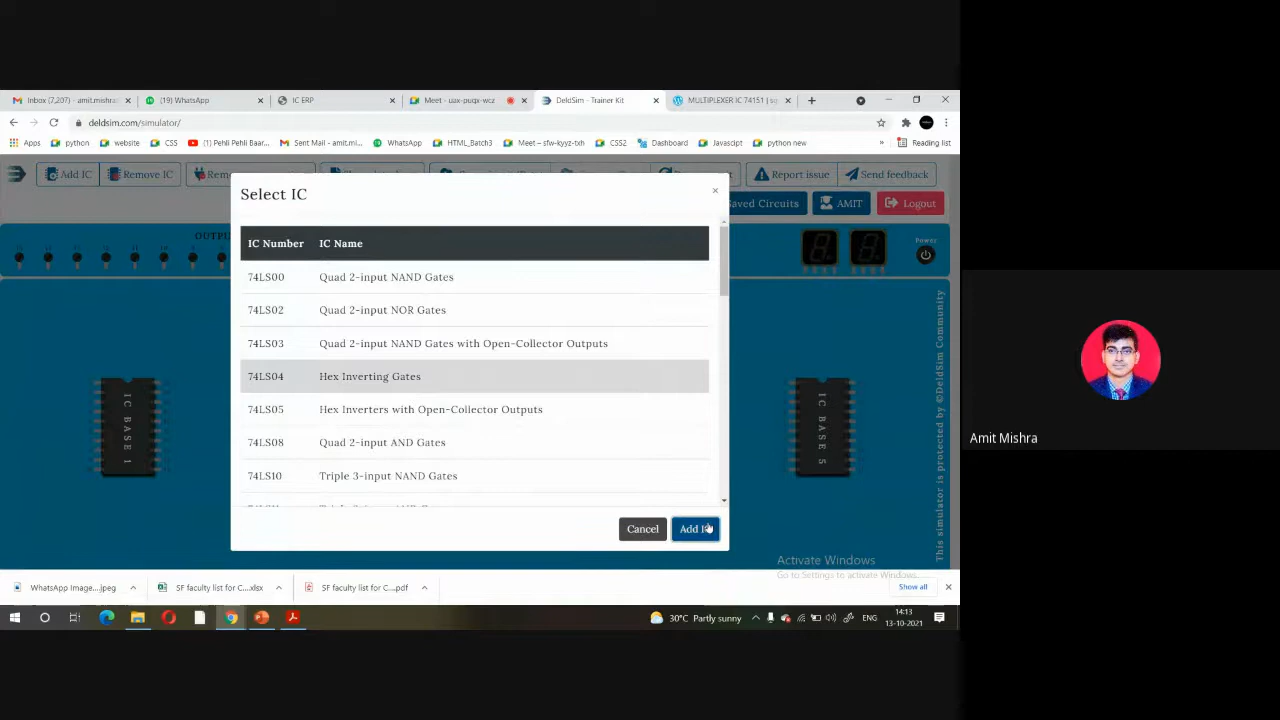 Inbox (7,207) - amit.mishra
(19) WhatsApp
IC ERP
Meet - uax-puqx-wcz
DeldSim - Trainer Kit
MULTIPLEXER IC 74151 | sq
deldsim.com/simulator/
Apps
python
website
CSS
(1) Pehli Pehli Baar...
Sent Mail - amit.mi...
WhatsApp
HTML_Batch3
Meet – sfw-kyyz-txh
CSS2
Dashboard
Javascipt
python new
»
Reading list
Add IC
Remove IC
Report issue
Send feedback
Saved Circuits
AMIT
Logout
Power
Select IC
×
IC Number IC Name
74LS00 Quad 2-input NAND Gates
74LS02 Quad 2-input NOR Gates
74LS03 Quad 2-input NAND Gates with Open-Collector Outputs
74LS04 Hex Inverting Gates
74LS05 Hex Inverters with Open-Collector Outputs
74LS08 Quad 2-input AND Gates
74LS10 Triple 3-input NAND Gates
Cancel
Add IC
IC BASE 1
IC BASE 5
This simulator is protected by ©DeldSim Community
Amit Mishra
Activate Windows
Go to Settings to activate Windows.
WhatsApp Image....jpeg
SF faculty list for C....xlsx
SF faculty list for C....pdf
Show all
30°C Partly sunny
ENG
14:13
13-10-2021